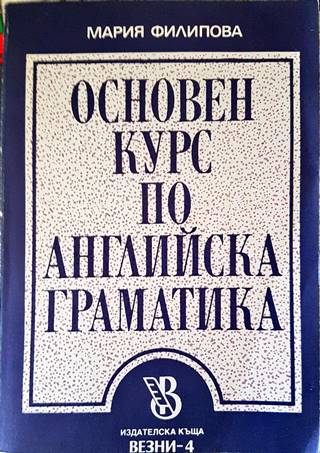 МАРИЯ ФИЛИПОВА
ОСНОВЕН
КУРС
ПО
АНГЛИЙСКА
ГРАМАТИКА
ИЗДАТЕЛСКА КЪЩА
ВЕЗНИ-4